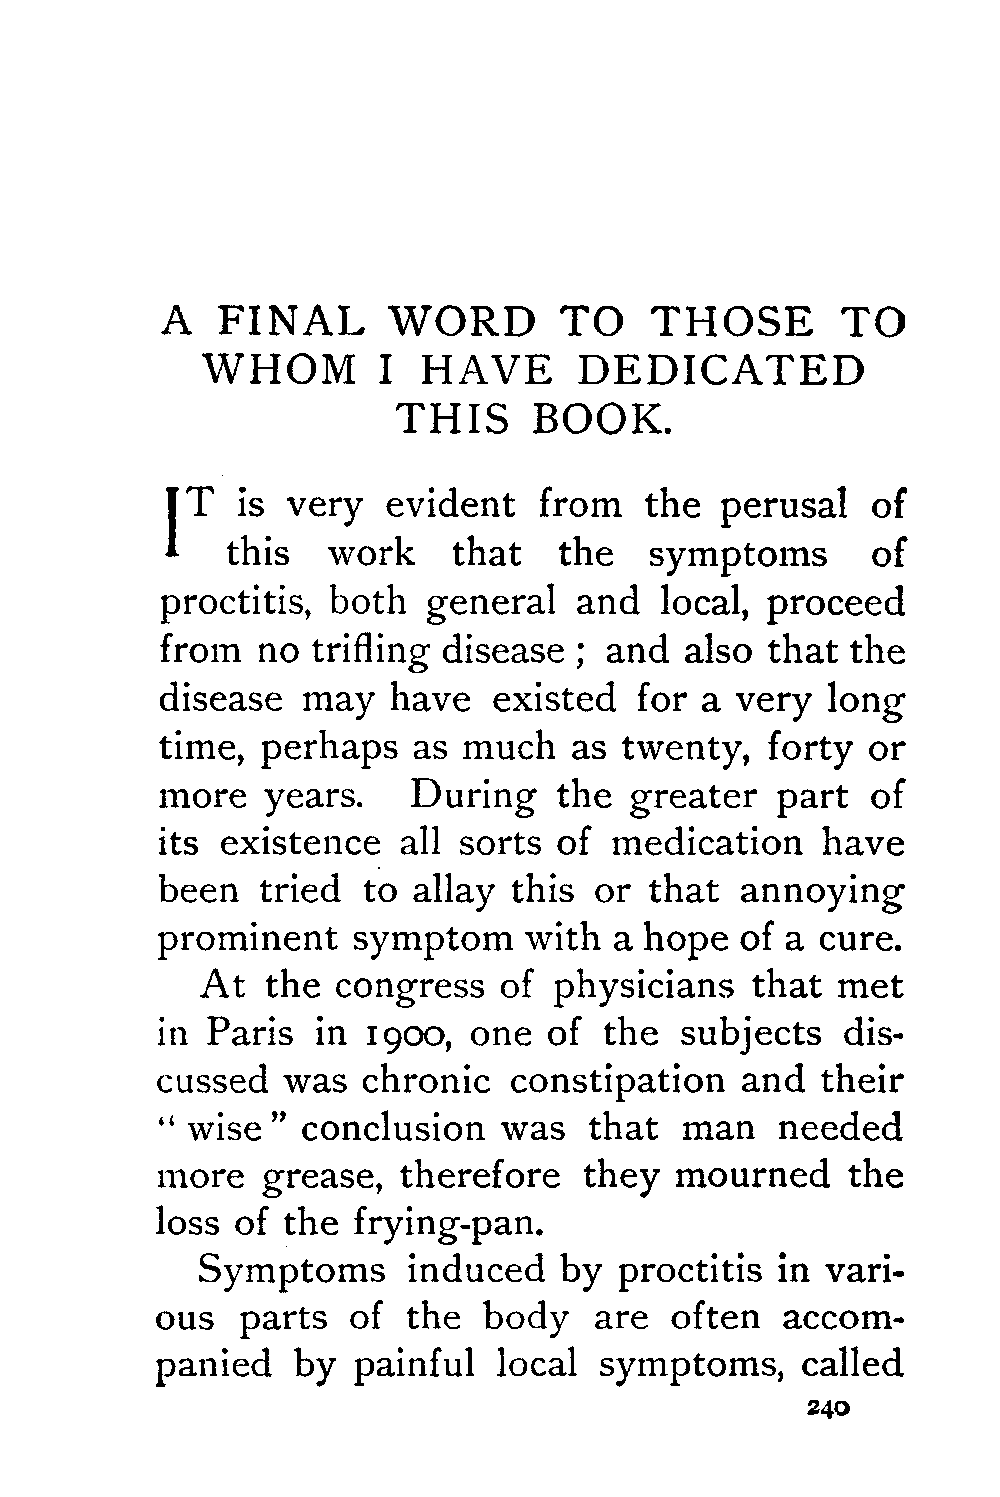 A FINAL WORD TO THOSE TO
WHOM I HAVE DEDICATED
THIS BOOK.
IT is very evident from the perusal of
this work that the symptoms of
proctitis, both general and local, proceed
from no trifling disease ; and also that the
disease may have existed for a very long
time, perhaps as much as twenty, forty or
more years. During the greater part of
its existence all sorts of medication have
been tried to allay this or that annoying
prominent symptom with a hope of a cure.
At the congress of physicians that met
in Paris in 1900, one of the subjects dis-
cussed was chronic constipation and their
“ wise ” conclusion was that man needed
more grease, therefore they mourned the
loss of the frying-pan.
Symptoms induced by proctitis in vari-
ous parts of the body are often accom-
panied by painful local symptoms, called
240